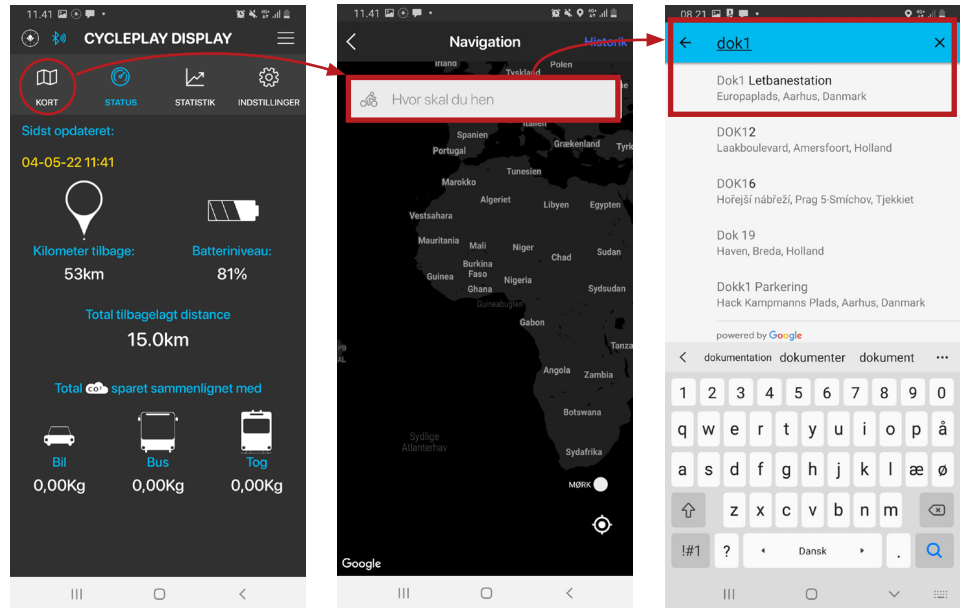 11.41
CYCLEPLAY DISPLAY
KORT
STATUS
STATISTIK
INDSTILLINGER
Sidst opdateret:
04-05-22 11:41
Kilometer tilbage:
53km
Batteriniveau:
81%
Total tilbagelagt distance
15.0km
Total co² sparet sammenlignet med
Bil
Bus
Tog
0,00Kg
0,00Kg
0,00Kg
11.41
Navigation
Historik
Irland
Tyskland
Polen
Hvor skal du hen
Italien
Spanien
Portugal
Grækenland
Tyrk
Tunesien
Marokko
Algeriet
Libyen
Egypten
Vestsahara
Mauritania
Mali
Niger
Chad
Sudan
Burkina
Faso
Guinea
Nigeria
Ghana
Sydsudan
Guineabugten
Gabon
Tanza
AL
Angola
Zambia
Botswana
Sydlige
Atlanterhav
Sydafrika
MØRK
Google
08.21
dok1
Dok1 Letbanestation
Europaplads, Aarhus, Danmark
DOK12
Laakboulevard, Amersfoort, Holland
DOK16
Hořejší nábřeží, Prag 5-Smíchov, Tjekkiet
Dok 19
Haven, Breda, Holland
Dokk1 Parkering
Hack Kampmanns Plads, Aarhus, Danmark
powered by Google
dokumentation dokumenter dokument
1 2 3 4 5 6 7 8 9 0
q w e r t y u i o p å
a s d f g h j k l æ ø
z x c v b n m
!#1 ? Dansk .